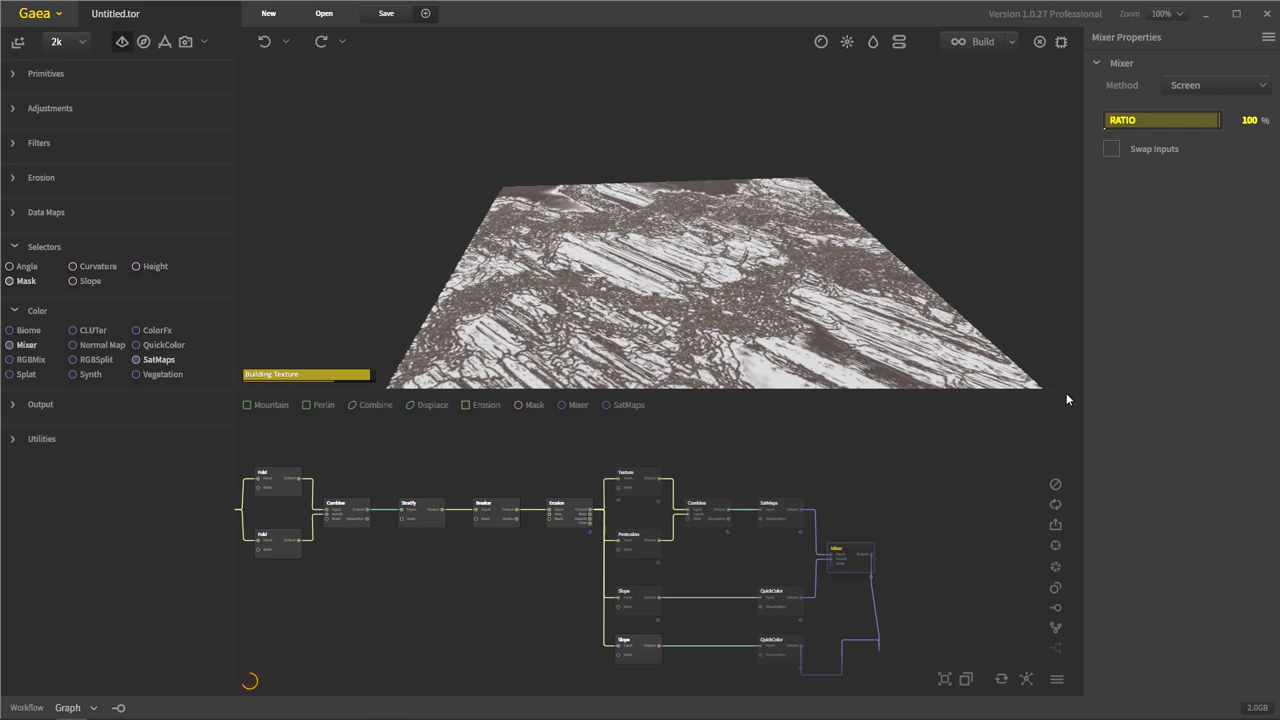 Gaea
Untitled.tor
New
Open
Save
Version 1.0.27 Professional
Zoom
100%
2k
Build
Mixer Properties
Primitives
Adjustments
Filters
Erosion
Data Maps
Selectors
Angle
Curvature
Height
Mask
Slope
Color
Biome
CLUTer
ColorFx
Mixer
Normal Map
QuickColor
RGBMix
RGBSplit
SatMaps
Splat
Synth
Vegetation
Output
Utilities
Mixer
Method
Screen
RATIO
100 %
Swap Inputs
Building Texture
Mountain
Perlin
Combine
Displace
Erosion
Mask
Mixer
SatMaps
Fold
Fold
Combine
Stratify
Breaker
Erosion
Texture
Protrusion
Slope
Slope
Combine
SatMaps
QuickColor
QuickColor
Mixer
Workflow
Graph
2.0GB